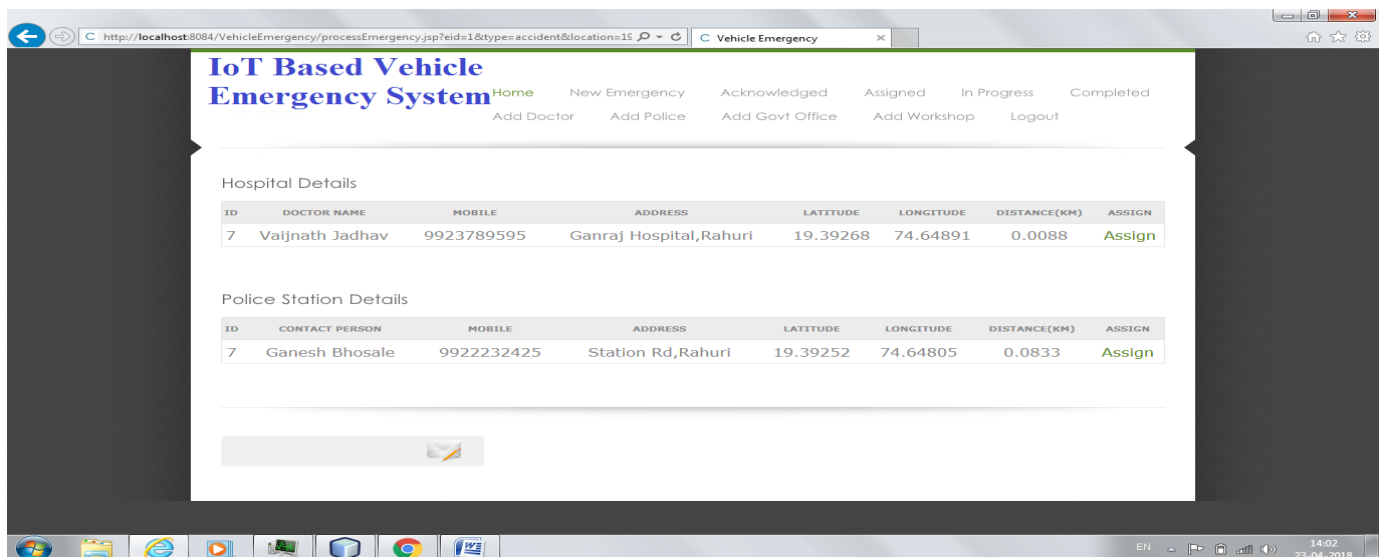 http://localhost:8084/VehicleEmergency/processEmergency.jsp?eid=1&type=accident&location=19
Vehicle Emergency
IoT Based Vehicle
Emergency System
Home New Emergency Acknowledged Assigned In Progress Completed
Add Doctor Add Police Add Govt Office Add Workshop Logout
Hospital Details
ID DOCTOR NAME MOBILE ADDRESS LATITUDE LONGITUDE DISTANCE(KM) ASSIGN
7 Vaijnath Jadhav 9923789595 Ganraj Hospital,Rahuri 19.39268 74.64891 0.0088 Assign
Police Station Details
ID CONTACT PERSON MOBILE ADDRESS LATITUDE LONGITUDE DISTANCE(KM) ASSIGN
7 Ganesh Bhosale 9922232425 Station Rd,Rahuri 19.39252 74.64805 0.0833 Assign
EN
14:02
23-04-2018